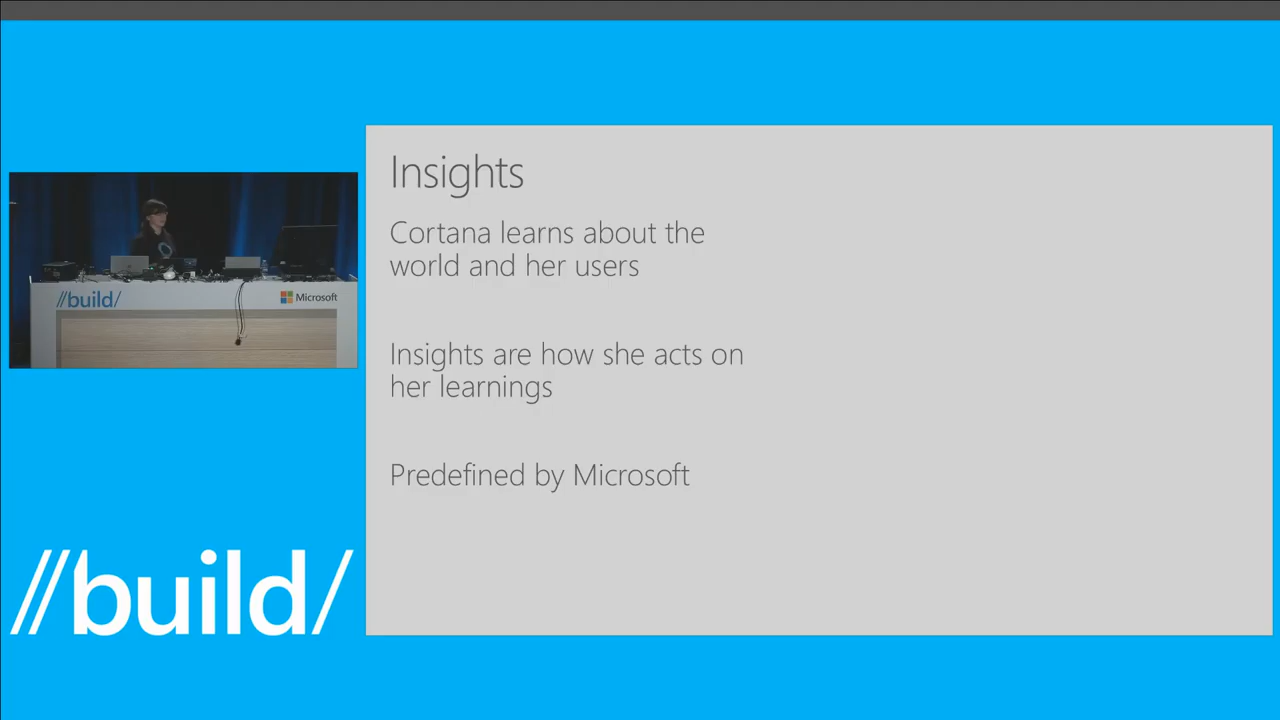 Insights
Cortana learns about the
world and her users
Insights are how she acts on
her learnings
Predefined by Microsoft
//build/
Microsoft
//build/